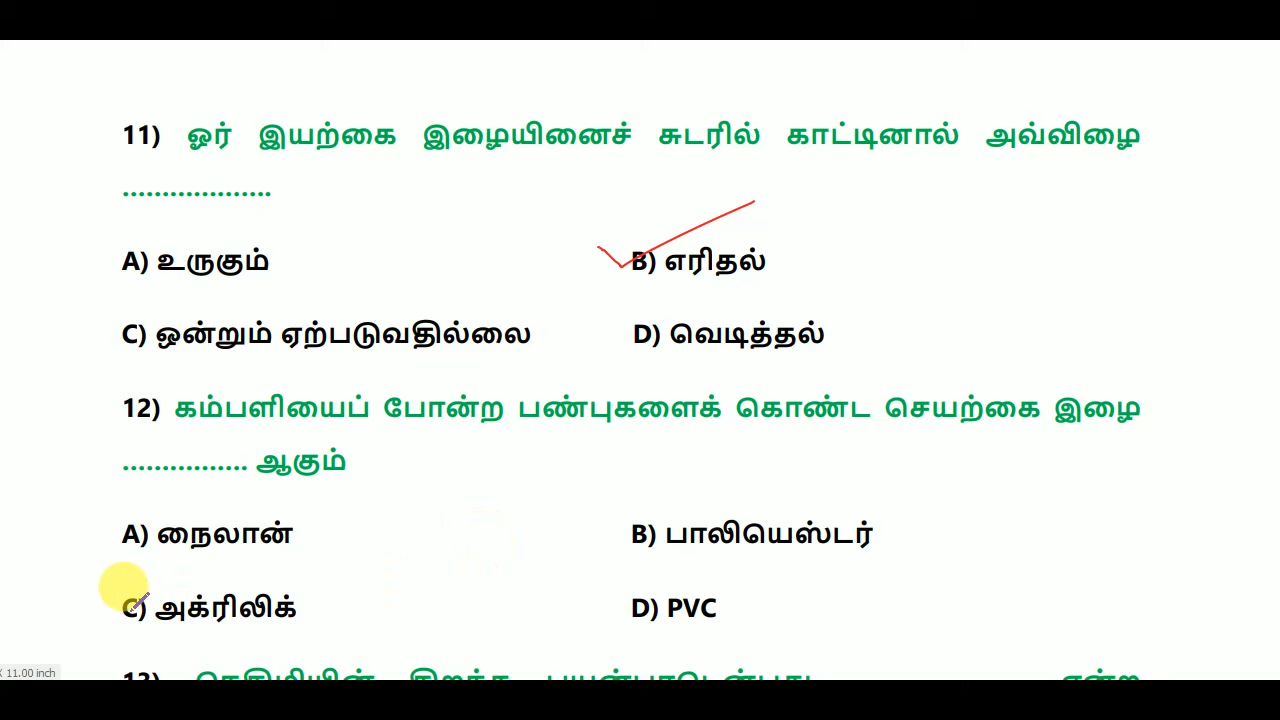 11) ஓர் இயற்கை இழையினைச் சுடரில் காட்டினால் அவ்விழை
...................
A) உருகும் B) எரிதல்
C) ஒன்றும் ஏற்படுவதில்லை D) வெடித்தல்
12) கம்பளியைப் போன்ற பண்புகளைக் கொண்ட செயற்கை இழை
................ ஆகும்
A) நைலான் B) பாலியெஸ்டர்
C) அக்ரிலிக் D) PVC
X 11.00 inch